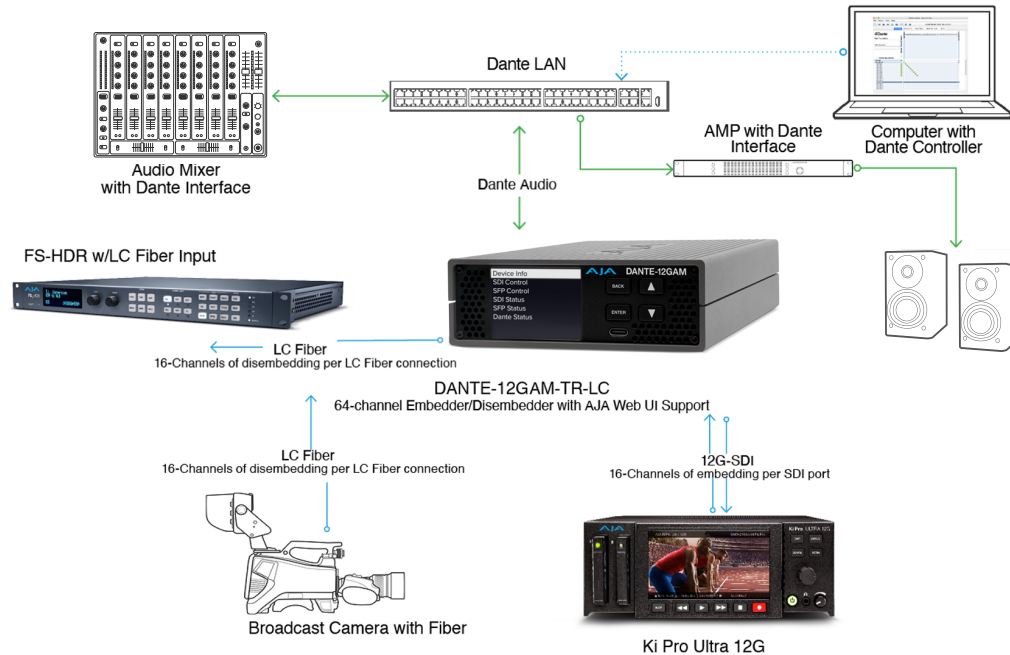 Dante LAN
Audio Mixer
with Dante Interface
AMP with Dante
Interface
Computer with
Dante Controller
Dante Audio
FS-HDR w/LC Fiber Input
AJA
DANTE-12GAM
Device Info
SDI Control
SFP Control
SDI Status
SFP Status
Dante Status
BACK
ENTER
LC Fiber
16-Channels of disembedding per LC Fiber connection
DANTE-12GAM-TR-LC
64-channel Embedder/Disembedder with AJA Web UI Support
LC Fiber
16-Channels of disembedding per LC Fiber connection
12G-SDI
16-Channels of embedding per SDI port
Broadcast Camera with Fiber
AJA
Ki Pro ULTRA 12G
Ki Pro Ultra 12G